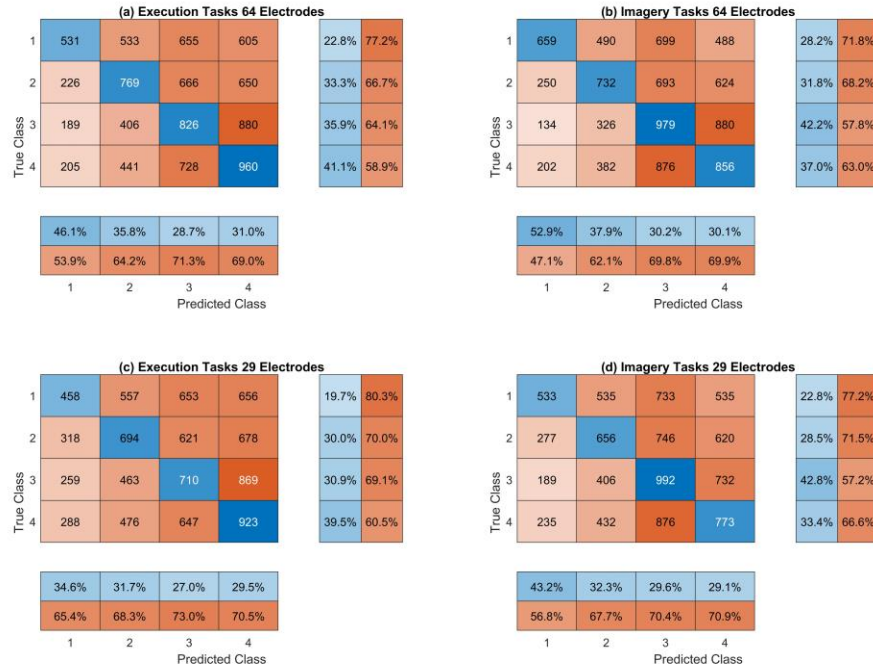 (a) Execution Tasks 64 Electrodes
1 531 533 655 605 22.8% 77.2%
2 226 769 666 650 33.3% 66.7%
3 189 406 826 880 35.9% 64.1%
4 205 441 728 960 41.1% 58.9%
True Class
46.1% 35.8% 28.7% 31.0%
53.9% 64.2% 71.3% 69.0%
1 2 3 4
Predicted Class
(b) Imagery Tasks 64 Electrodes
1 659 490 699 488 28.2% 71.8%
2 250 732 693 624 31.8% 68.2%
3 134 326 979 880 42.2% 57.8%
4 202 382 876 856 37.0% 63.0%
True Class
52.9% 37.9% 30.2% 30.1%
47.1% 62.1% 69.8% 69.9%
1 2 3 4
Predicted Class
(c) Execution Tasks 29 Electrodes
1 458 557 653 656 19.7% 80.3%
2 318 694 621 678 30.0% 70.0%
3 259 463 710 869 30.9% 69.1%
4 288 476 647 923 39.5% 60.5%
True Class
34.6% 31.7% 27.0% 29.5%
65.4% 68.3% 73.0% 70.5%
1 2 3 4
Predicted Class
(d) Imagery Tasks 29 Electrodes
1 533 535 733 535 22.8% 77.2%
2 277 656 746 620 28.5% 71.5%
3 189 406 992 732 42.8% 57.2%
4 235 432 876 773 33.4% 66.6%
True Class
43.2% 32.3% 29.6% 29.1%
56.8% 67.7% 70.4% 70.9%
1 2 3 4
Predicted Class